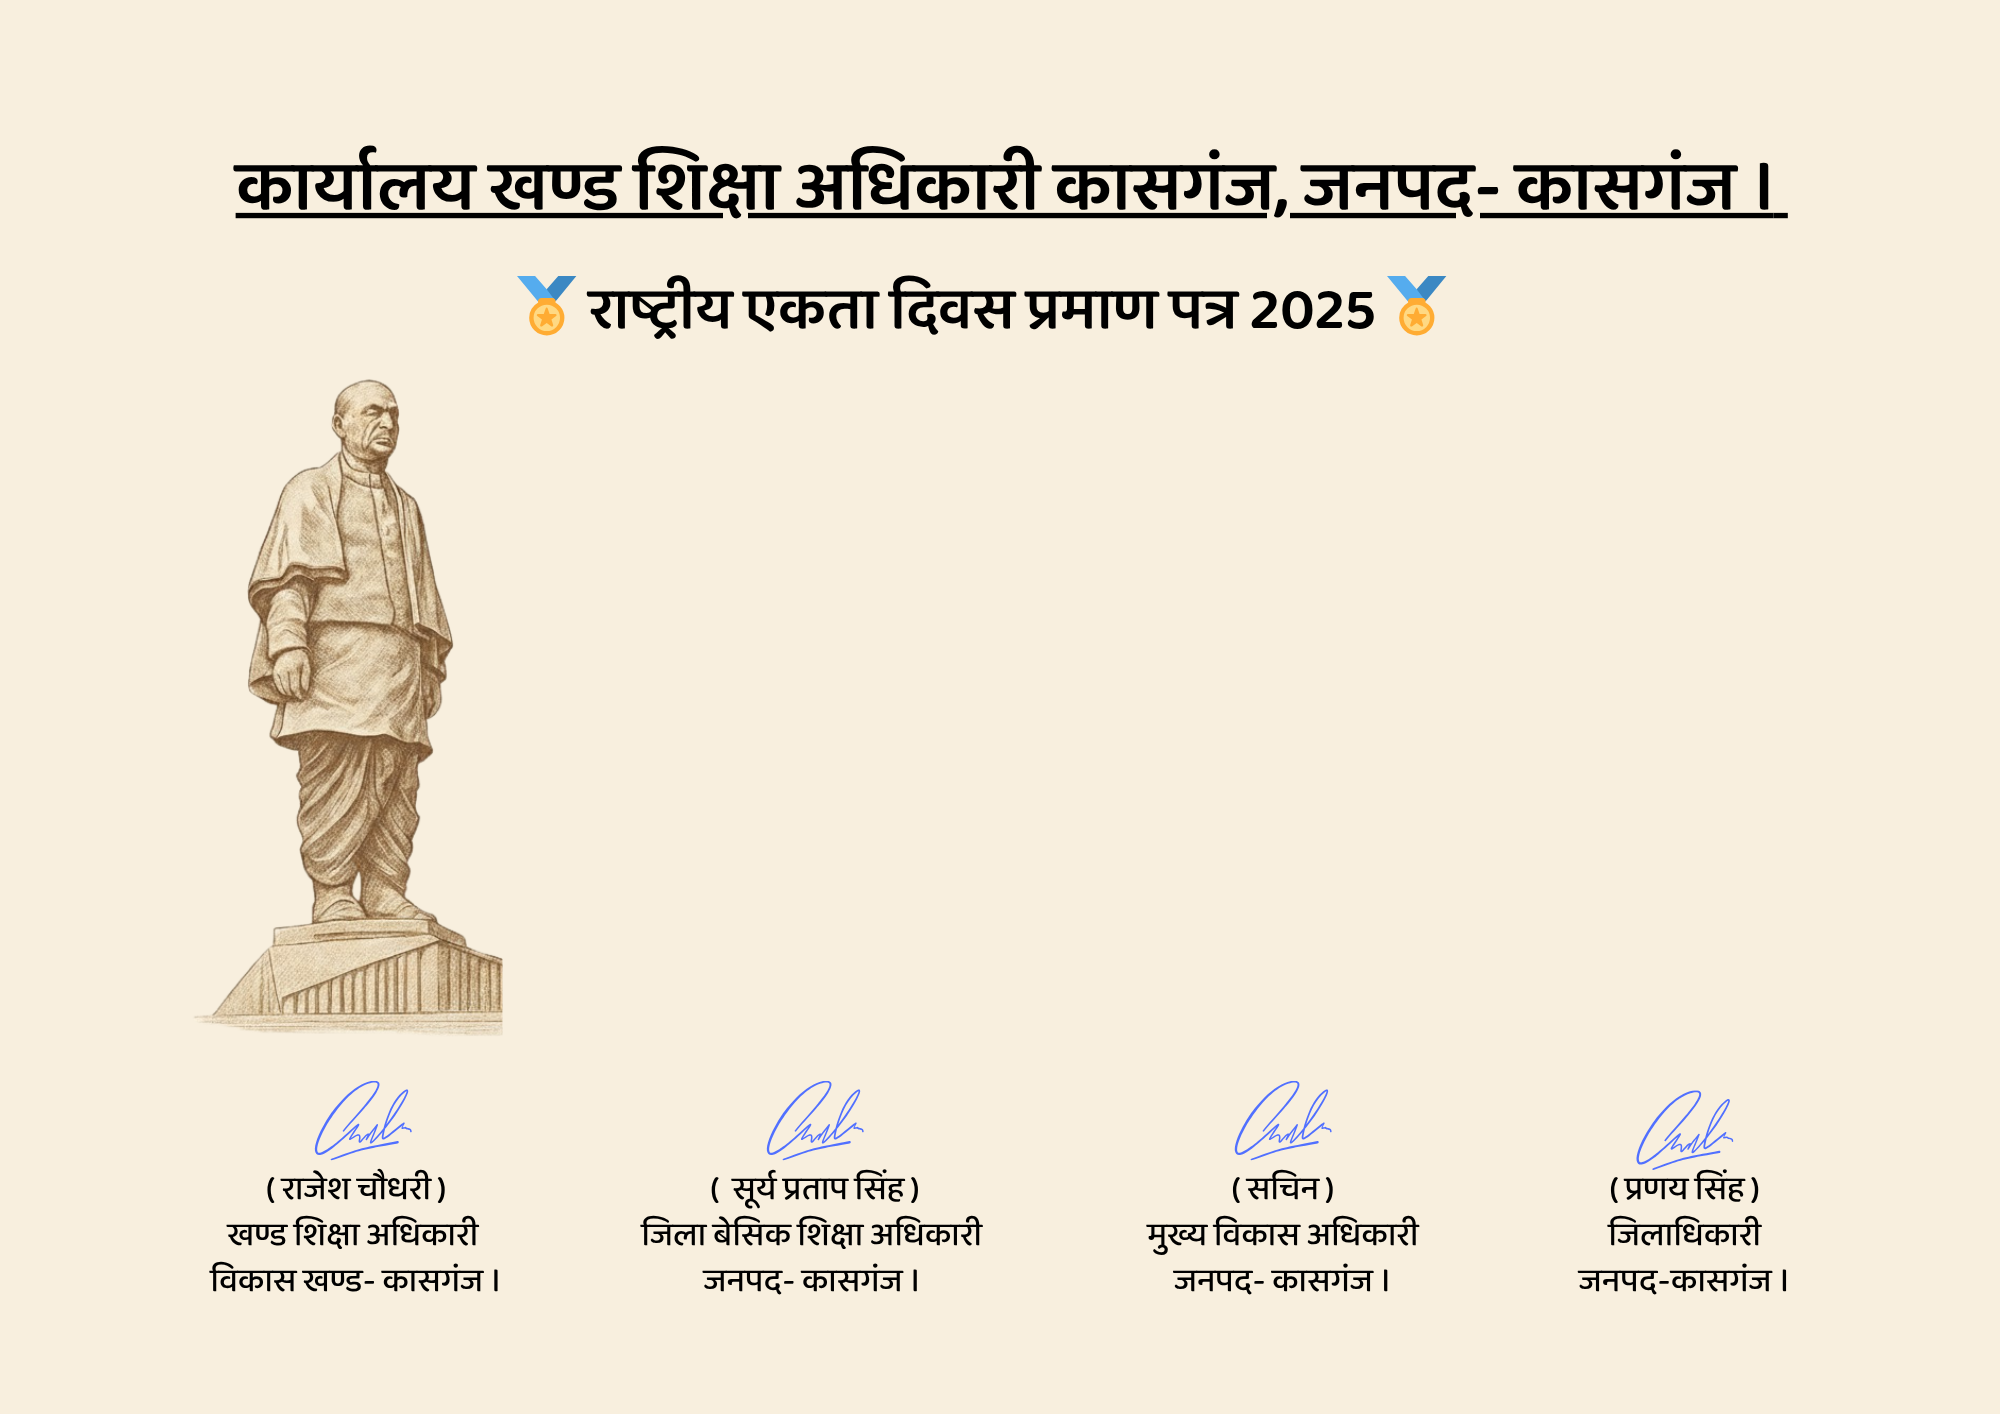 कार्यालय खण्ड शिक्षा अधिकारी कासगंज, जनपद- कासगंज ।
राष्ट्रीय एकता दिवस प्रमाण पत्र 2025
( राजेश चौधरी )
खण्ड शिक्षा अधिकारी
विकास खण्ड- कासगंज ।
( सूर्य प्रताप सिंह )
जिला बेसिक शिक्षा अधिकारी
जनपद- कासगंज ।
( सचिन )
मुख्य विकास अधिकारी
जनपद- कासगंज ।
( प्रणय सिंह )
जिलाधिकारी
जनपद-कासगंज ।